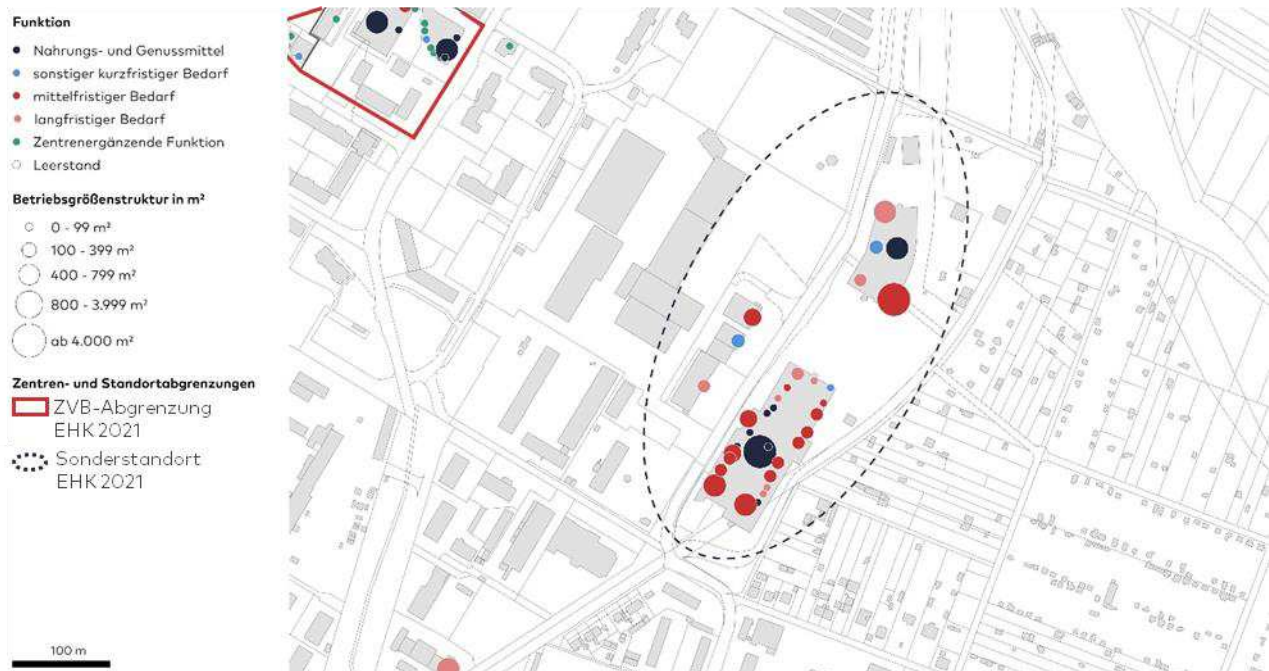 Funktion
Nahrungs- und Genussmittel
sonstiger kurzfristiger Bedarf
mittelfristiger Bedarf
langfristiger Bedarf
Zentrenergänzende Funktion
Leerstand
Betriebsgrößenstruktur in m²
0 - 99 m²
100 - 399 m²
400 - 799 m²
800 - 3.999 m²
ab 4.000 m²
Zentren- und Standortabgrenzungen
ZVB-Abgrenzung
EHK 2021
Sonderstandort
EHK 2021
100 m